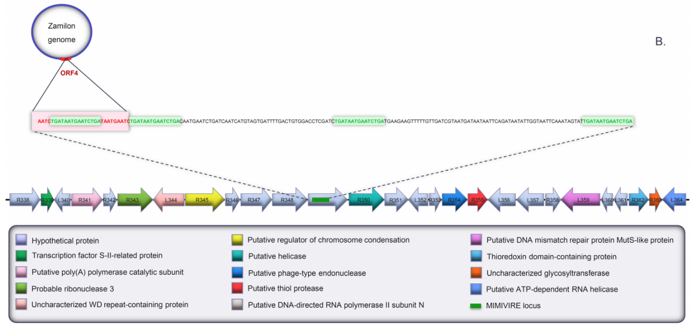 Zamilon
genome
B.
ORF4
AATCTGATAATGAATCTGATAATGAATCTGATAATGAATCTGACAATGAATCTGATCAATCATGTAGTGATTTTGACTGTGGACCTCGATCTGATAATGAATCTGATGAAGAAGTTTTTGTTGATCGTAATGATAATAATTCAGATAATATTGGTAATTCAAATAGTATTGATAATGAATCTGA
R338 L340 R341 R342 R343 L344 R345 R346 R347 R348 R350 R351 L352 R353 R354 R355 L356 L357 R358 L359 L360 L361 R362 R363 L364
Hypothetical protein
Transcription factor S-II-related protein
Putative poly(A) polymerase catalytic subunit
Probable ribonuclease 3
Uncharacterized WD repeat-containing protein
Putative regulator of chromosome condensation
Putative helicase
Putative phage-type endonuclease
Putative thiol protease
Putative DNA-directed RNA polymerase II subunit N
Putative DNA mismatch repair protein MutS-like protein
Thioredoxin domain-containing protein
Uncharacterized glycosyltransferase
Putative ATP-dependent RNA helicase
MIMIVIRE locus